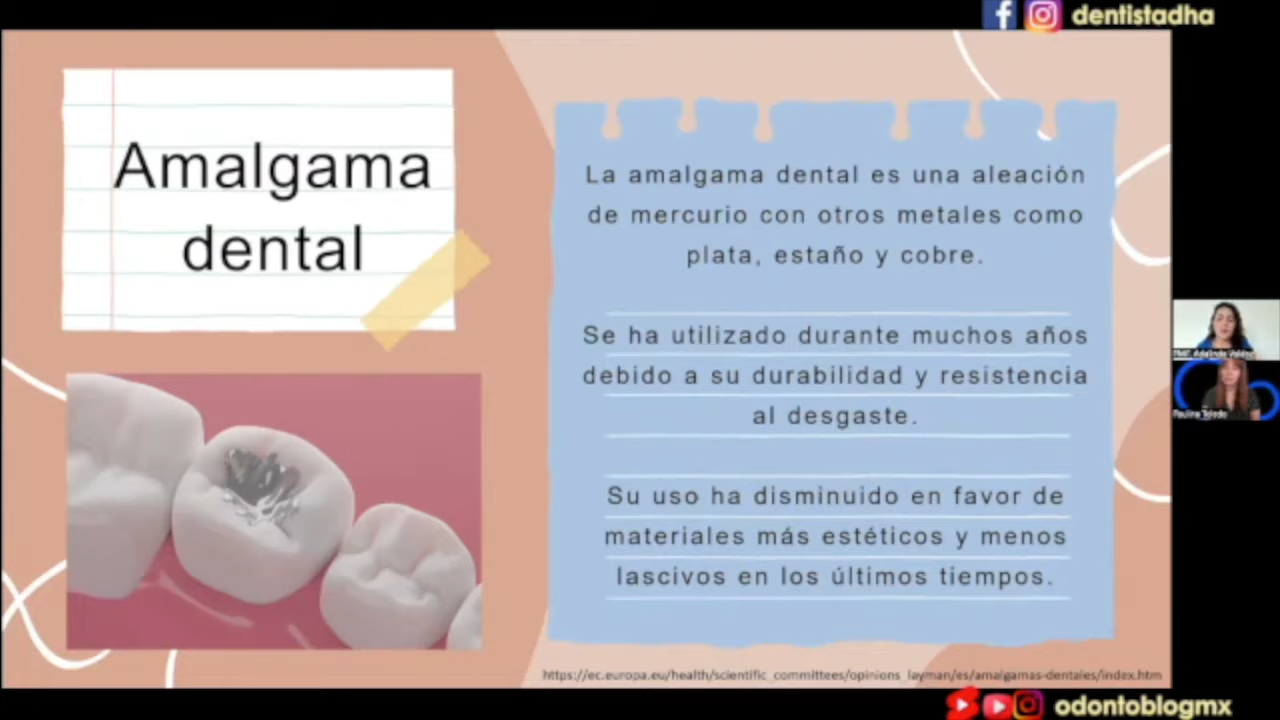 dentistadha
Amalgama
dental
La amalgama dental es una aleación
de mercurio con otros metales como
plata, estaño y cobre.
Se ha utilizado durante muchos años
debido a su durabilidad y resistencia
al desgaste.
Su uso ha disminuido en favor de
materiales más estéticos y menos
lascivos en los últimos tiempos.
https://ec.europa.eu/health/scientific_committees/opinions_layman/es/amalgamas-dentales/index.htm
Paulina Toledo
odontoblogmx